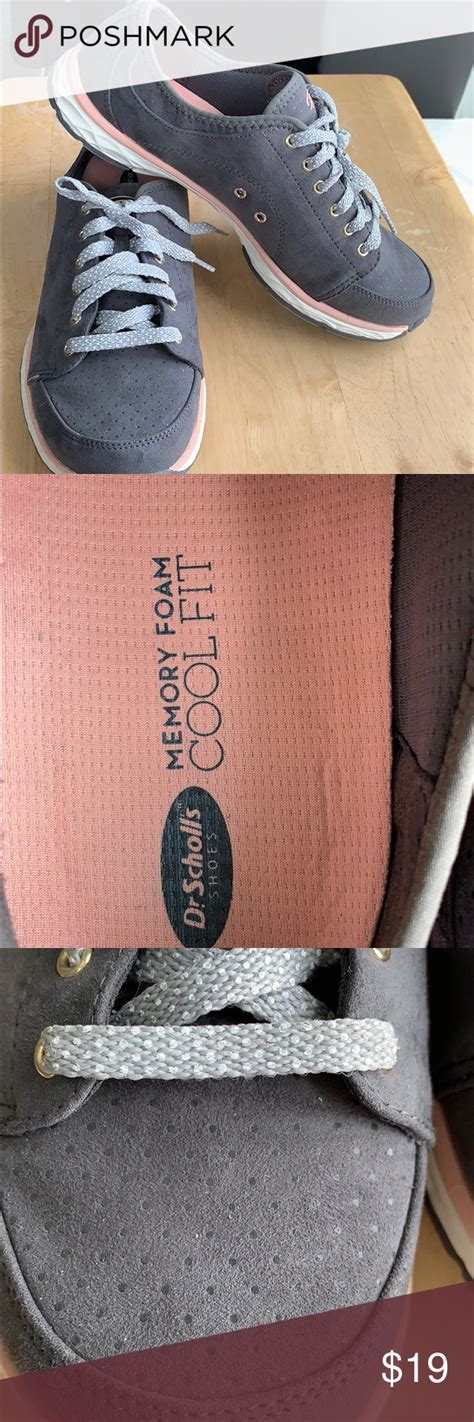 POSHMARK
MEMORY FOAM
COOL FIT
Dr. Scholl's
SHOES
$19